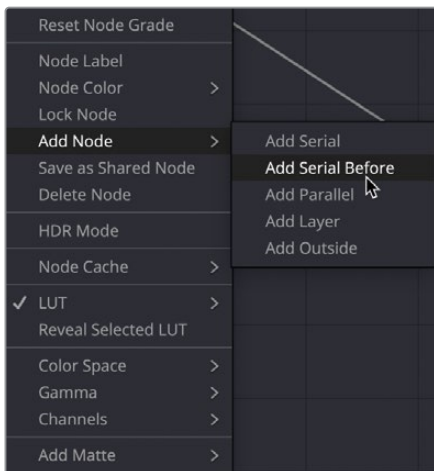 Reset Node Grade
Node Label
Node Color
Lock Node
Add Node
Save as Shared Node
Delete Node
HDR Mode
Node Cache
LUT
Reveal Selected LUT
Color Space
Gamma
Channels
Add Matte
Add Serial
Add Serial Before
Add Parallel
Add Layer
Add Outside